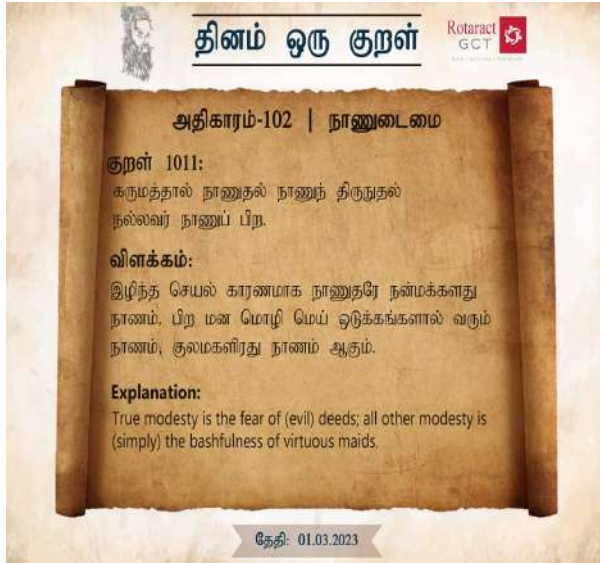 தினம் ஒரு குறள்
Rotaract
GCT
அதிகாரம்-102 | நாணுடைமை
குறள் 1011:
கருமத்தால் நாணுதல் நாணுந் திருநுதல்
நல்லவர் நாணுப் பிற.
விளக்கம்:
இழிந்த செயல் காரணமாக நாணுதரே நன்மக்களது
நாணம். பிற மன மொழி மெய் ஒடுக்கங்களால் வரும்
நாணம், குலமகளிரது நாணம் ஆகும்.
Explanation:
True modesty is the fear of (evil) deeds; all other modesty is
(simply) the bashfulness of virtuous maids.
தேதி: 01.03.2023